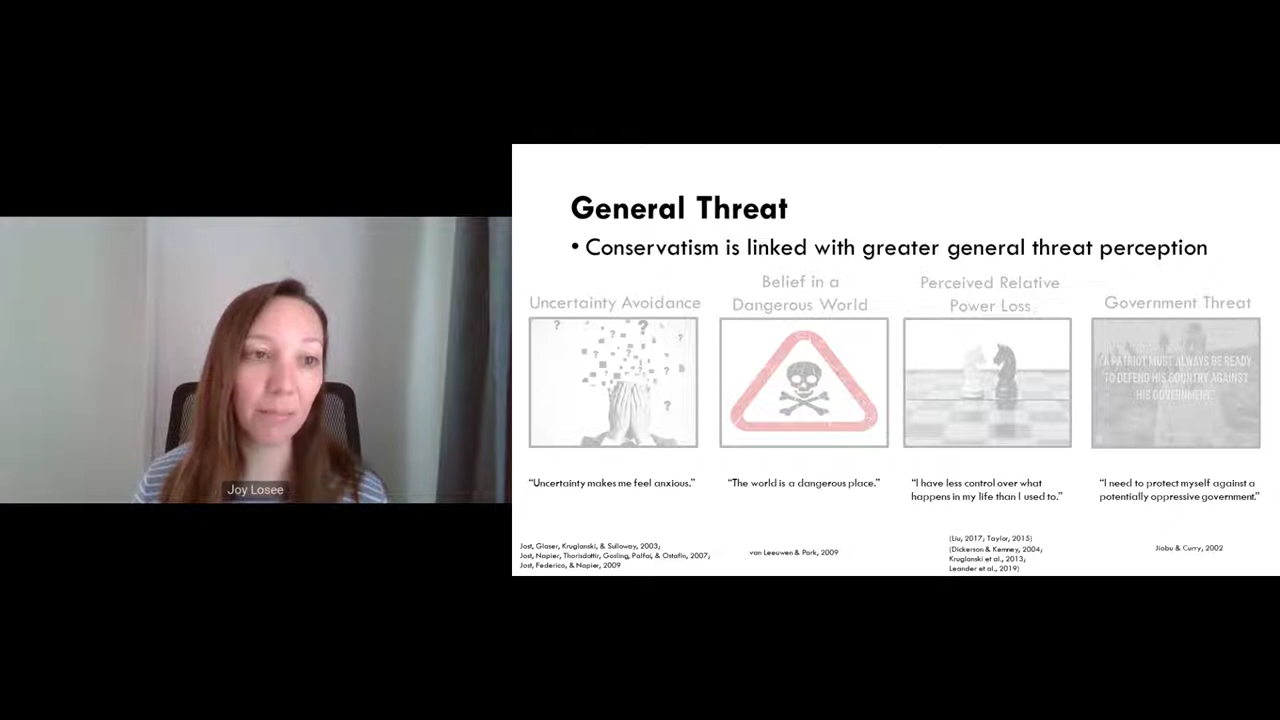 Joy Losee
General Threat
• Conservatism is linked with greater general threat perception
Uncertainty Avoidance
Belief in a
Dangerous World
Perceived Relative
Power Loss
Government Threat
? ? ? ? ? ?
A PATRIOT MUST ALWAYS BE READY
TO DEFEND HIS COUNTRY AGAINST
HIS GOVERNMENT."
“Uncertainty makes me feel anxious.”
“The world is a dangerous place.”
“I have less control over what
happens in my life than I used to.”
“I need to protect myself against a
potentially oppressive government.”
Jost, Glaser, Kruglanski, & Sulloway, 2003;
Jost, Napier, Thorisdottir, Gosling, Palfai, & Ostafin, 2007;
Jost, Federico, & Napier, 2009
van Leeuwen & Park, 2009
(Liu, 2017; Taylor, 2015)
(Dickerson & Kemney, 2004;
Kruglanski et al., 2013;
Leander et al., 2019)
Jiobu & Curry, 2002